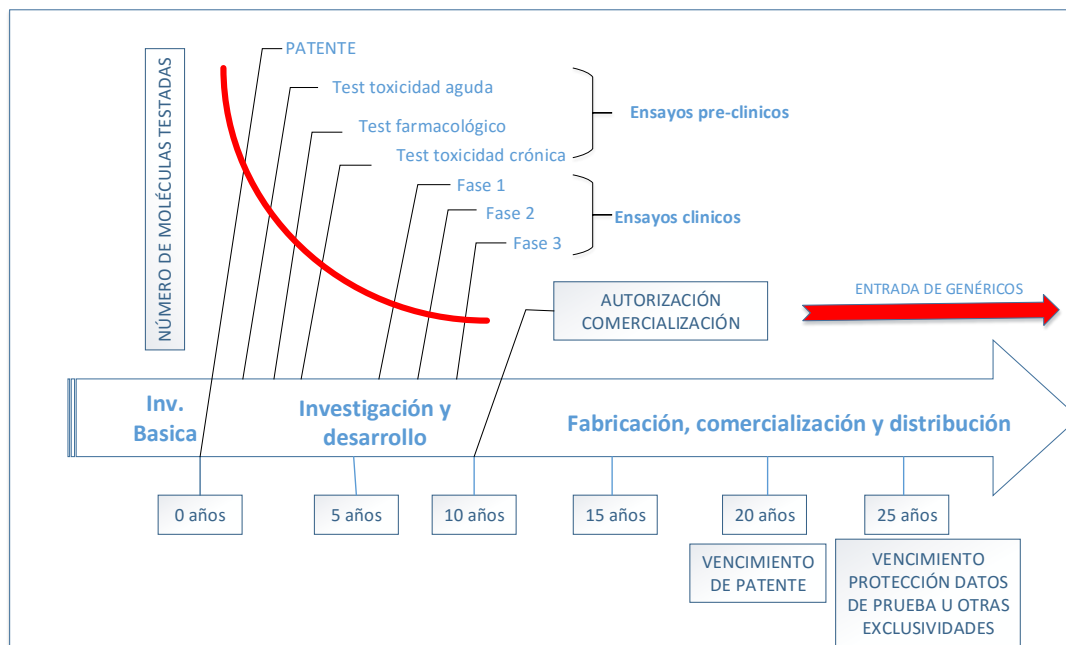 NÚMERO DE MOLÉCULAS TESTADAS
PATENTE
Test toxicidad aguda
Test farmacológico
Test toxicidad crónica
Ensayos pre-clinicos
Fase 1
Fase 2
Fase 3
Ensayos clinicos
AUTORIZACIÓN
COMERCIALIZACIÓN
ENTRADA DE GENÉRICOS
Inv.
Basica
Investigación y
desarrollo
Fabricación, comercialización y distribución
0 años
5 años
10 años
15 años
20 años
25 años
VENCIMIENTO
DE PATENTE
VENCIMIENTO
PROTECCIÓN DATOS
DE PRUEBA U OTRAS
EXCLUSIVIDADES